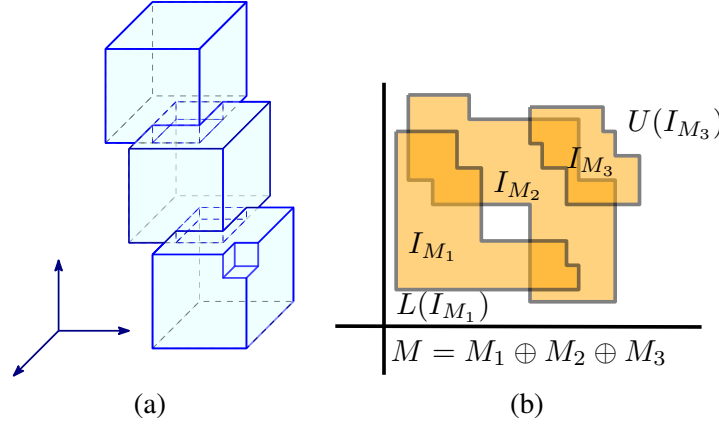 U(I_{M_3})
I_{M_3}
I_{M_2}
I_{M_1}
L(I_{M_1})
M = M_1 ⊕ M_2 ⊕ M_3
(a)
(b)